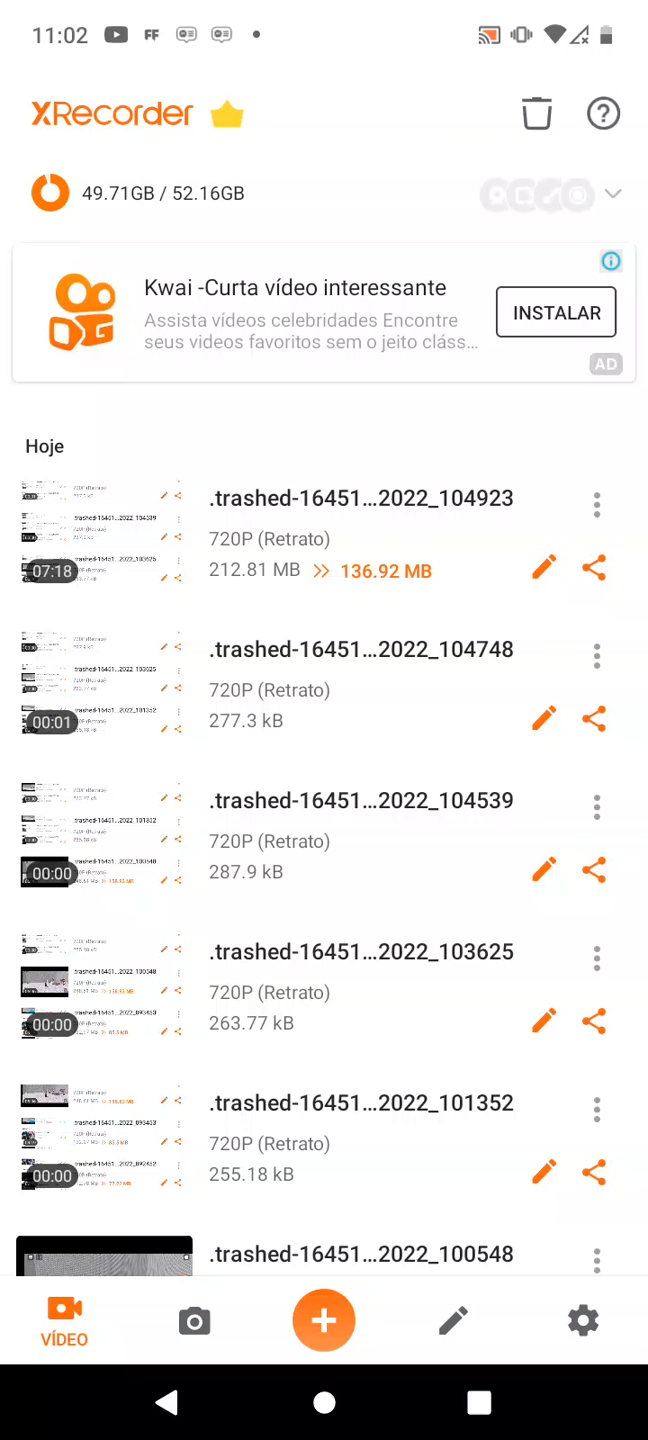 11:02
FF
XRecorder
49.71GB / 52.16GB
Kwai -Curta vídeo interessante
Assista vídeos celebridades Encontre
seus videos favoritos sem o jeito cláss...
INSTALAR
AD
Hoje
.trashed-16451...2022_104923
720P (Retrato)
07:18
212.81 MB >> 136.92 MB
.trashed-16451...2022_104748
720P (Retrato)
00:01
277.3 kB
.trashed-16451...2022_104539
720P (Retrato)
00:00
287.9 kB
.trashed-16451...2022_103625
720P (Retrato)
00:00
263.77 kB
.trashed-16451...2022_101352
720P (Retrato)
00:00
255.18 kB
.trashed-16451...2022_100548
VÍDEO